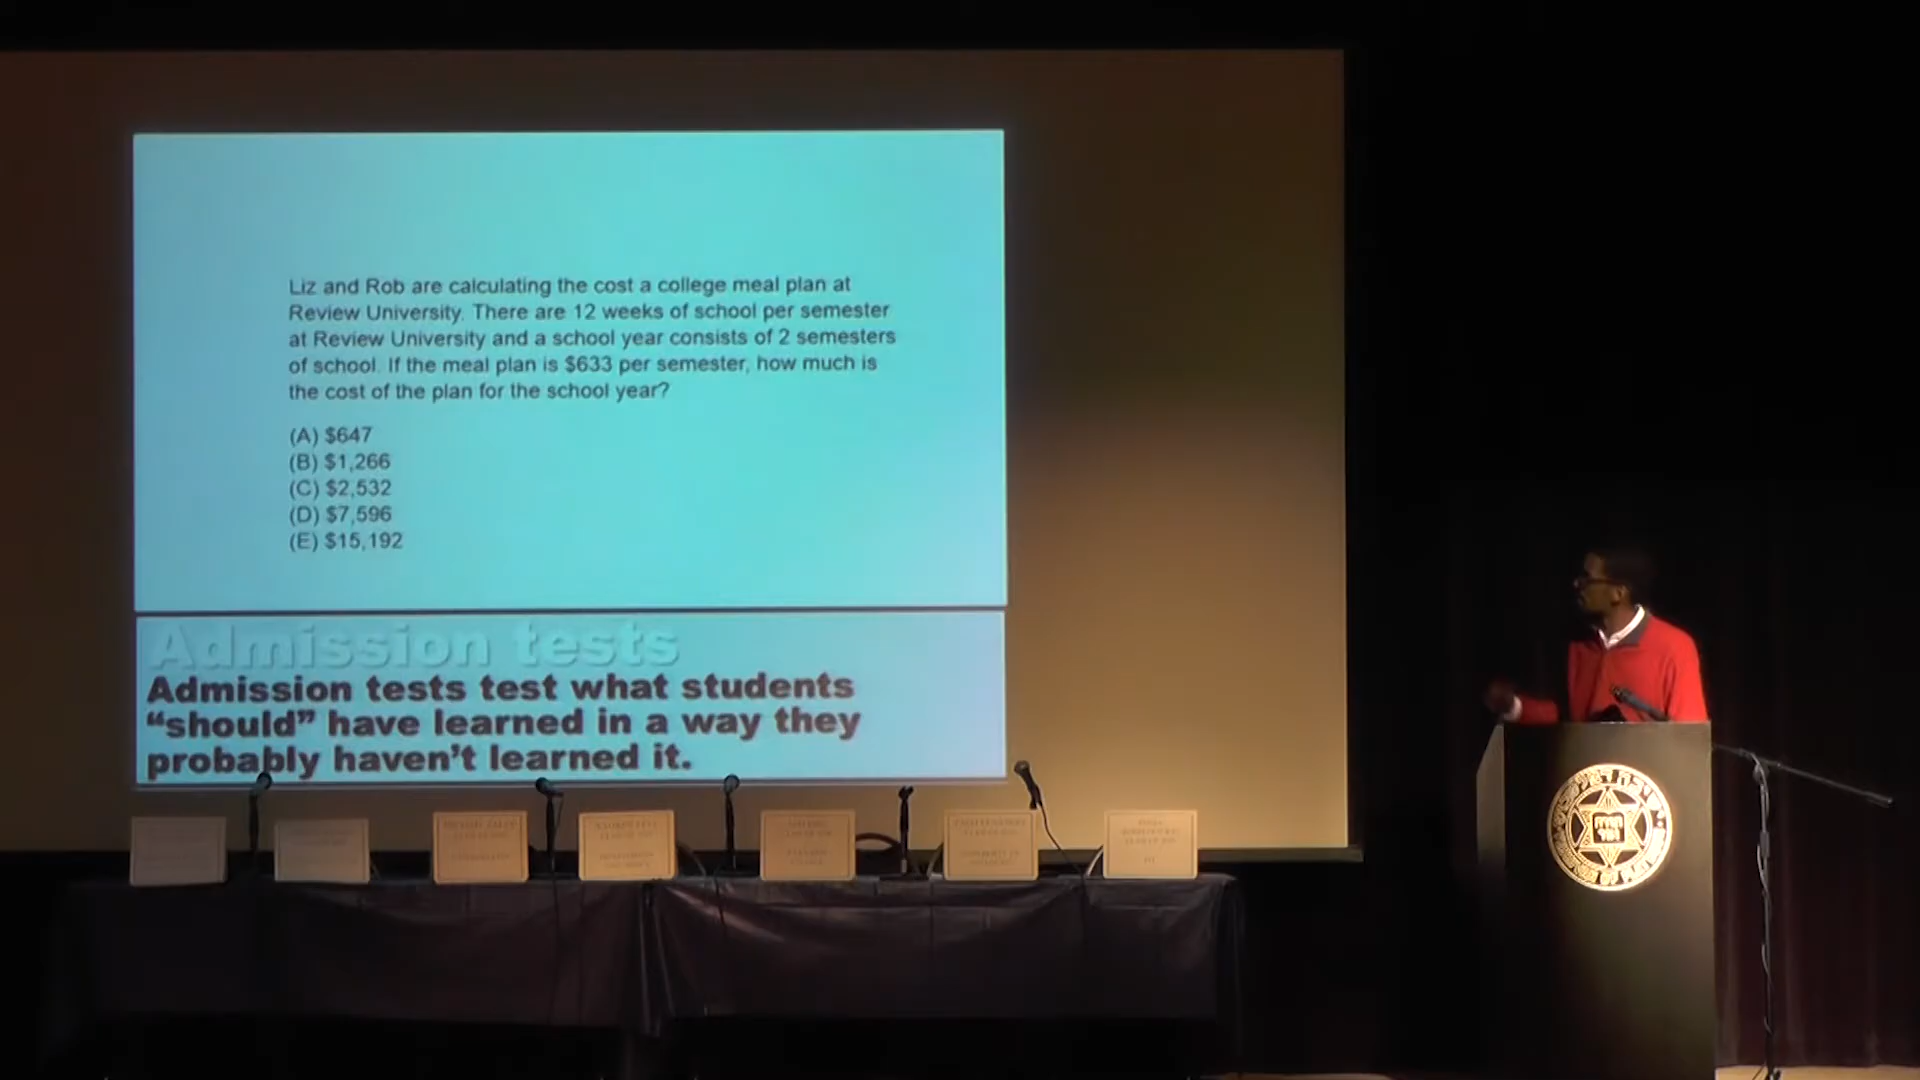 Liz and Rob are calculating the cost a college meal plan at
Review University. There are 12 weeks of school per semester
at Review University and a school year consists of 2 semesters
of school. If the meal plan is $633 per semester, how much is
the cost of the plan for the school year?
(A) $647
(B) $1,266
(C) $2,532
(D) $7,596
(E) $15,192
Admission tests
Admission tests test what students
“should” have learned in a way they
probably haven’t learned it.